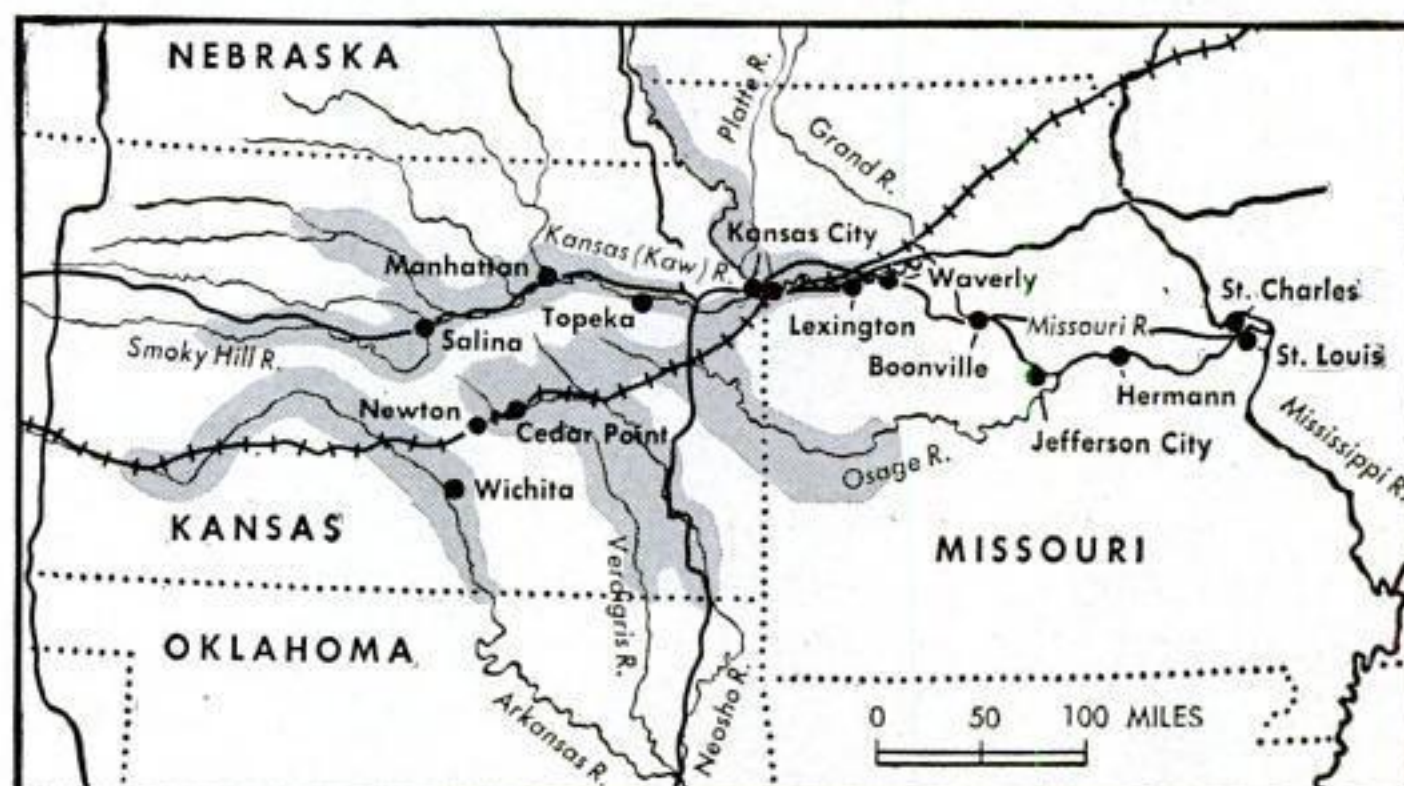 NEBRASKA
Platte R.
Grand R.
Kansas City
Kansas (Kaw) R.
Manhattan
Waverly
St. Charles
Topeka
Lexington
Missouri R.
Salina
Smoky Hill R.
Boonville
St. Louis
Hermann
Newton
Cedar Point
Jefferson City
Mississippi R.
Osage R.
Wichita
KANSAS
MISSOURI
Verdigris R.
OKLAHOMA
Neosho R.
Arkansas R.
0 50 100 MILES